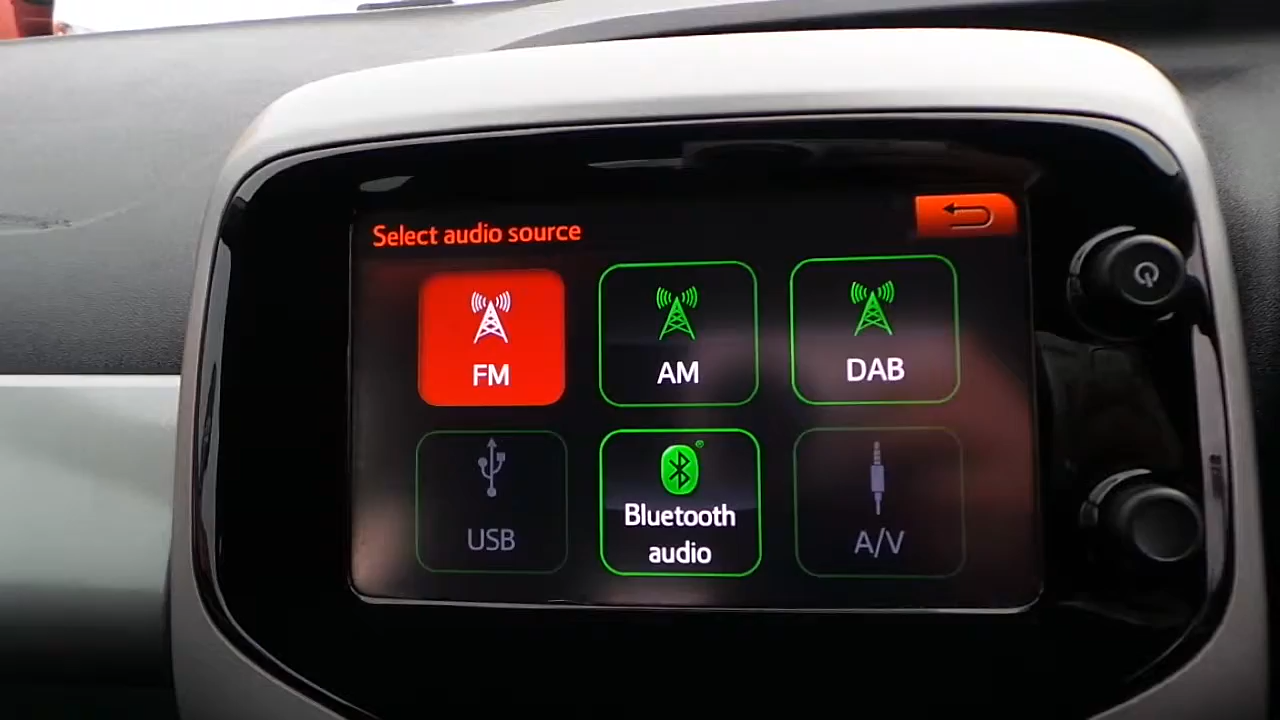 Select audio source
FM
AM
DAB
USB
Bluetooth
audio
A/V